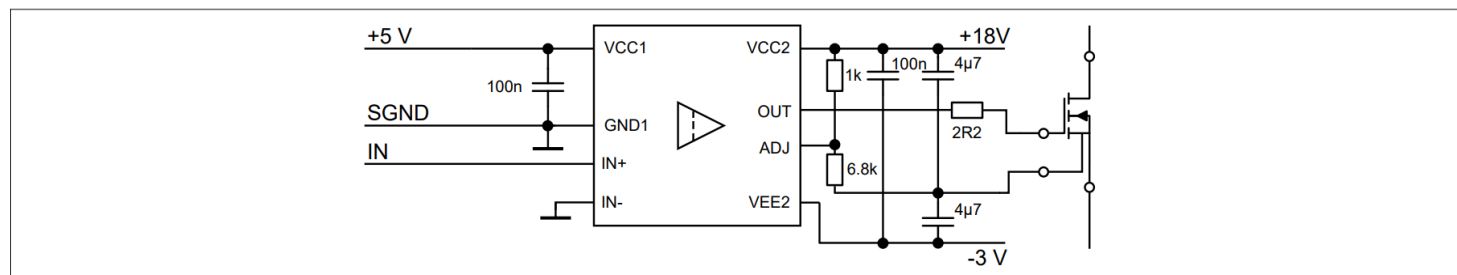 +5 V
VCC1
VCC2
+18V
100n
1k
100n
4µ7
SGND
GND1
OUT
2R2
IN
IN+
ADJ
6.8k
IN-
VEE2
4µ7
-3 V